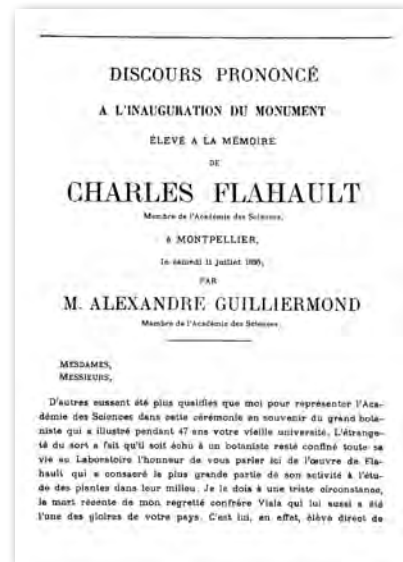 DISCOURS PRONONCÉ
A L'INAUGURATION DU MONUMENT
ÉLEVÉ A LA MÉMOIRE
DE
CHARLES FLAHAULT
Membre de l'Académie des Sciences,
à MONTPELLIER,
le samedi 11 juillet
PAR
M. ALEXANDRE GUILLIERMOND
Membre de l'Académie des Sciences
MESDAMES,
MESSIEURS,
D'autres eussent été plus qualifiés que moi pour représenter l'Aca-
démie des Sciences dans cette cérémonie en souvenir du grand bota-
niste qui a illustré pendant 47 ans votre vieille université. L'étrange-
té du sort a fait qu'il soit échu à un botaniste resté confiné toute sa
vie au Laboratoire l'honneur de vous parler ici de l'œuvre de Fla-
hault qui a consacré la plus grande partie de son activité à l'étu-
de des plantes dans leur milieu. Je le dois à une triste circonstance,
la mort récente de mon regretté confrère Viala qui lui aussi a été
l'une des gloires de votre pays. C'est lui, en effet, élève direct de